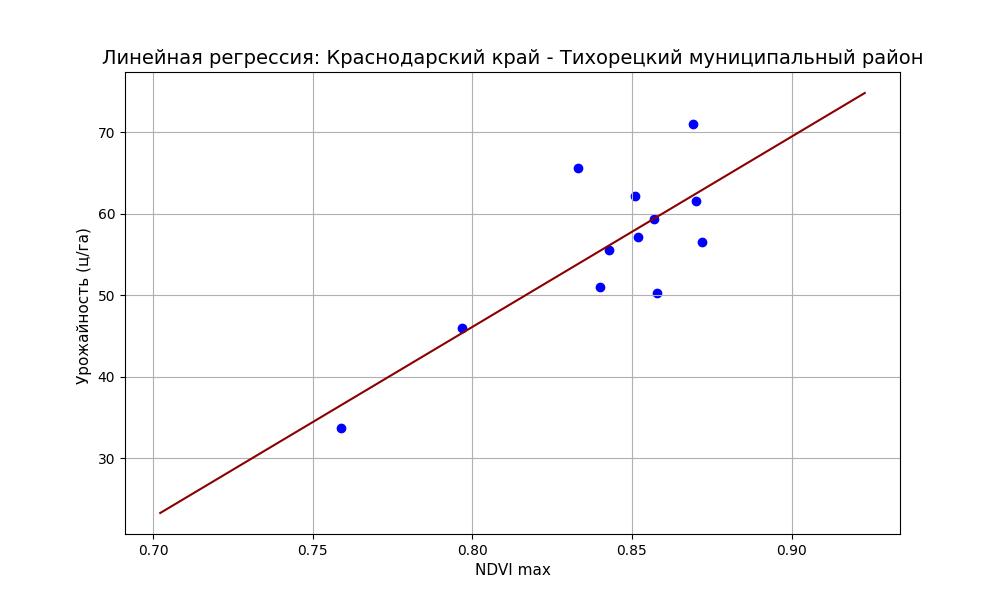 Линейная регрессия: Краснодарский край - Тихорецкий муниципальный район
Урожайность (ц/га)
70
60
50
40
30
0.70 0.75 0.80 0.85 0.90
NDVI max